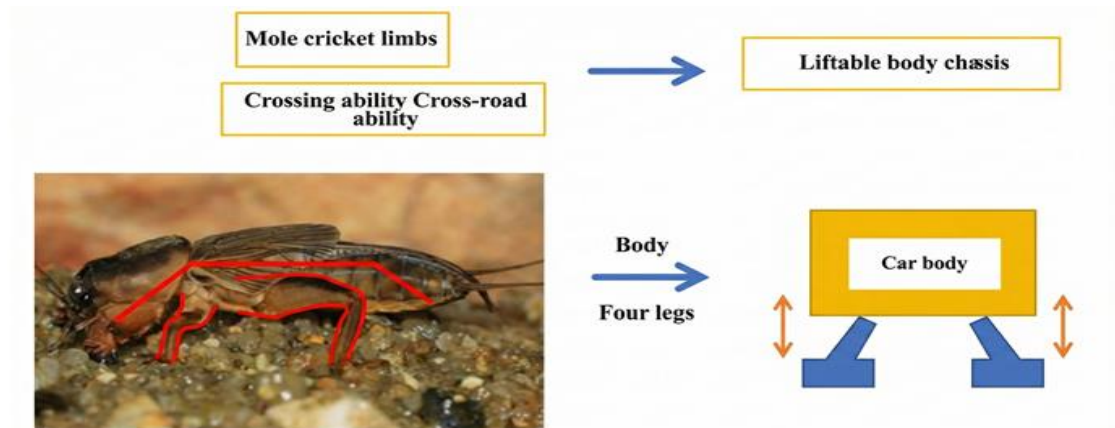 Mole cricket limbs
Crossing ability Cross-road
ability
Liftable body chassis
Body
Four legs
Car body